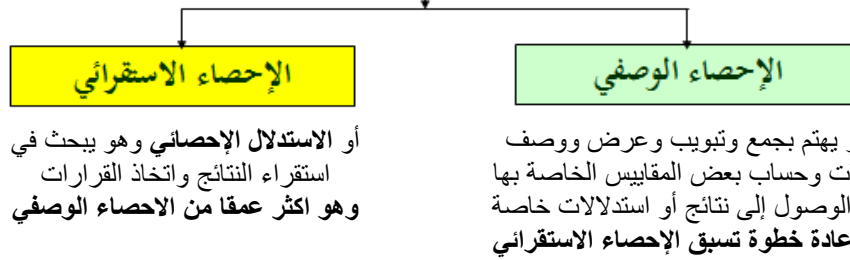 الإحصاء الوصفي
يهتم بجمع وتبويب وعرض ووصف
وحساب بعض المقاييس الخاصة بها
الوصول إلى نتائج أو استدلالات خاصة
عادة خطوة تسبق الإحصاء الاستقرائي
الإحصاء الاستقرائي
أو الاستدلال الإحصائي وهو يبحث في
استقراء النتائج واتخاذ القرارات
وهو اكثر عمقا من الاحصاء الوصفي